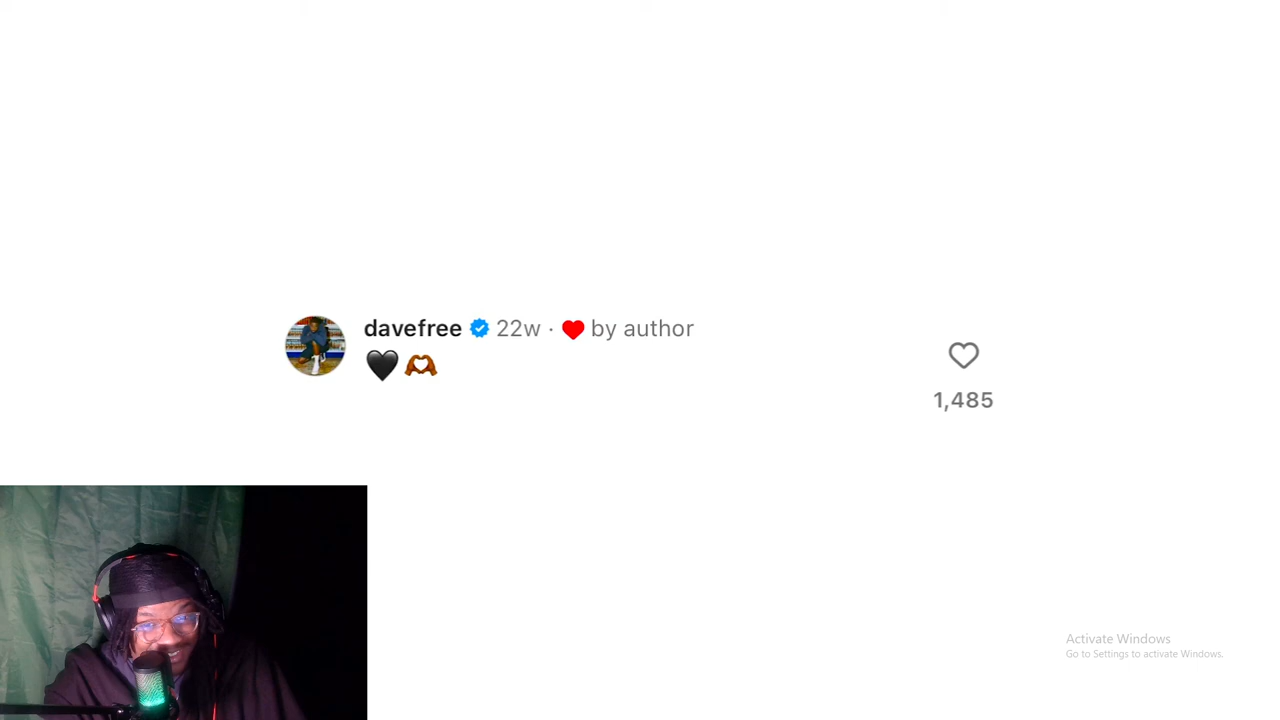 davefree 22w · ❤️ by author
🖤🫶🏾
1,485
Activate Windows
Go to Settings to activate Windows.